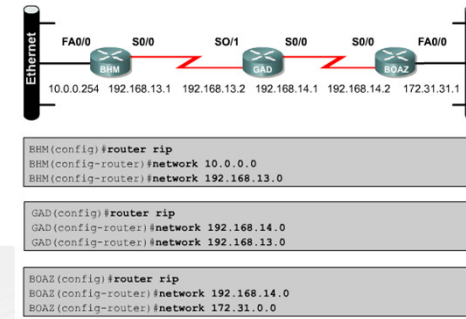 Ethernet
FA0/0 S0/0 SO/1 S0/0 S0/0 FA0/0
BHM GAD BOAZ
10.0.0.254 192.168.13.1 192.168.13.2 192.168.14.1 192.168.14.2 172.31.31.1
BHM(config)#router rip
BHM(config-router)#network 10.0.0.0
BHM(config-router)#network 192.168.13.0
GAD(config)#router rip
GAD(config-router)#network 192.168.14.0
GAD(config-router)#network 192.168.13.0
BOAZ(config)#router rip
BOAZ(config-router)#network 192.168.14.0
BOAZ(config-router)#network 172.31.0.0